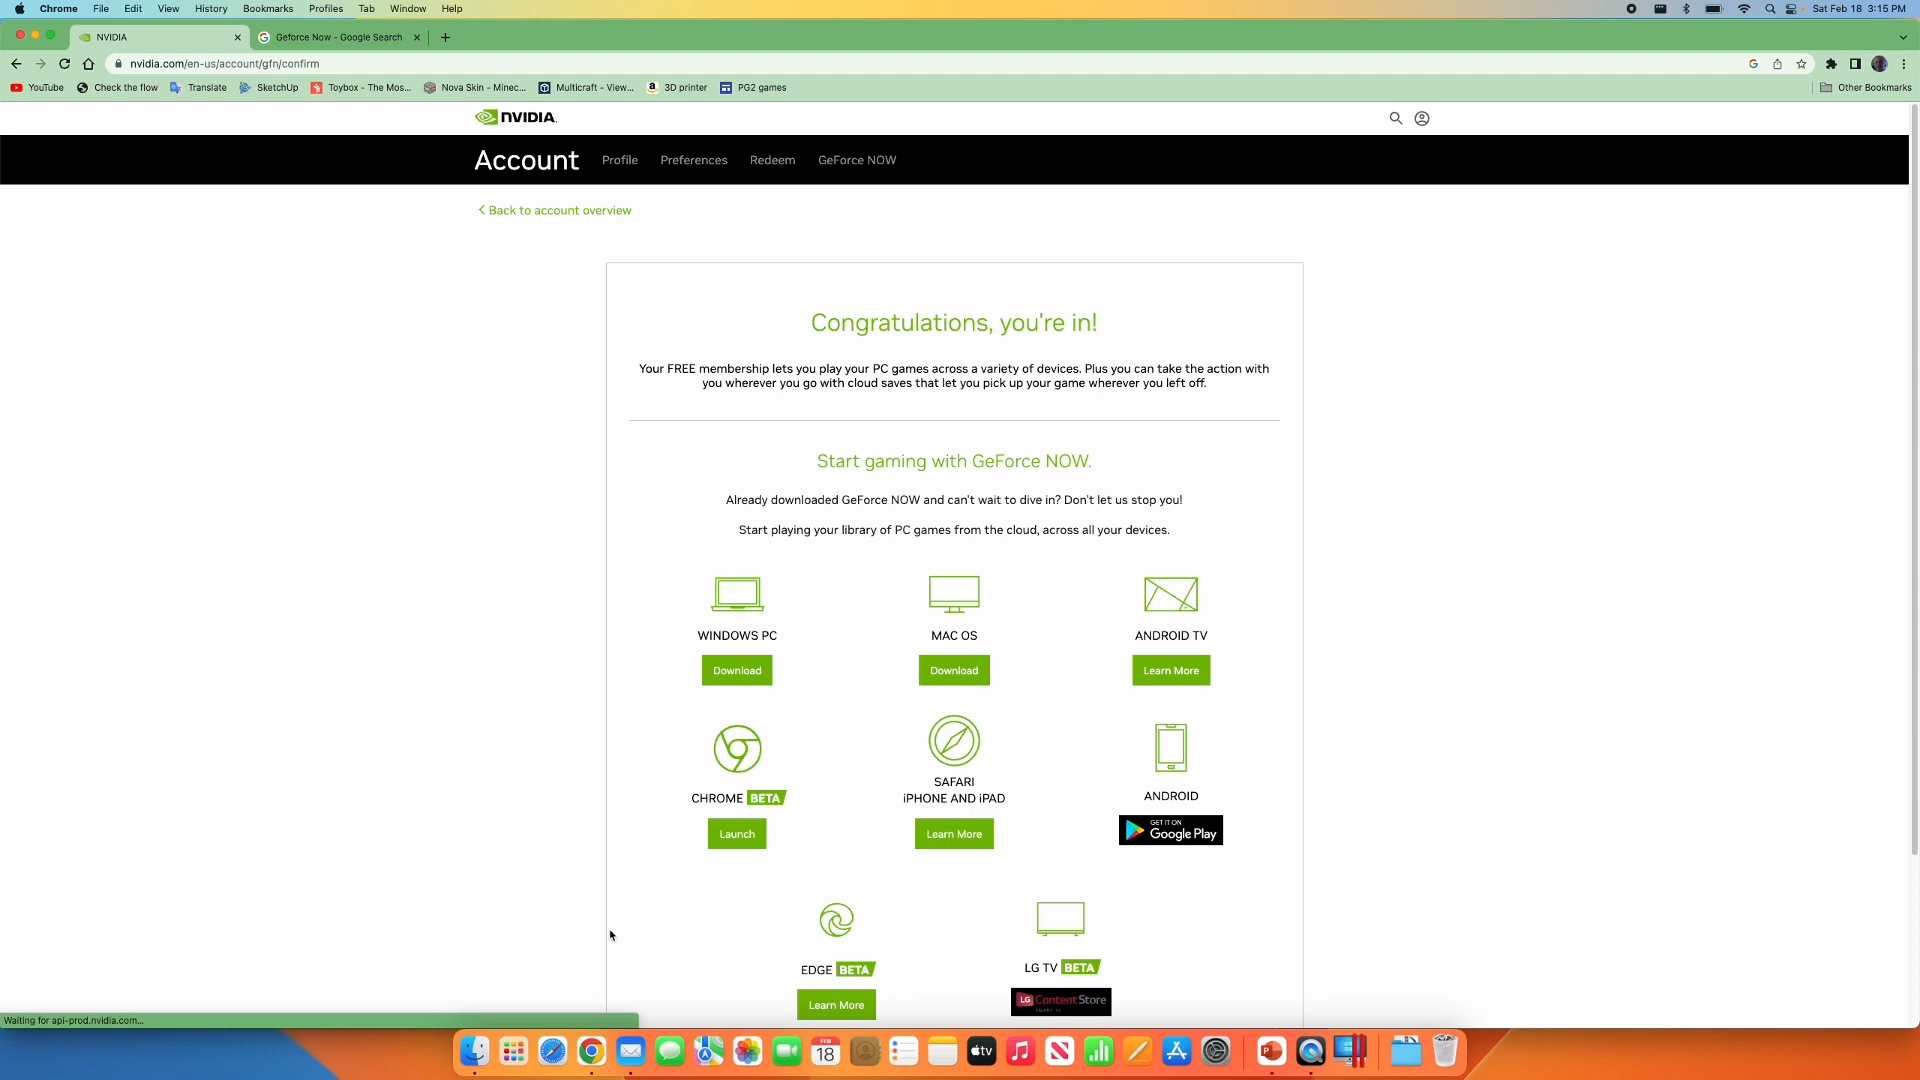 Chrome File Edit View History Bookmarks Profiles Tab Window Help Sat Feb 18 3:15 PM
NVIDIA Geforce Now - Google Search
nvidia.com/en-us/account/gfn/confirm
YouTube Check the flow Translate SketchUp Toybox - The Mos... Nova Skin - Minec... Multicraft - View... 3D printer PG2 games Other Bookmarks
NVIDIA.
Account Profile Preferences Redeem GeForce NOW
Back to account overview
Congratulations, you're in!
Your FREE membership lets you play your PC games across a variety of devices. Plus you can take the action with
you wherever you go with cloud saves that let you pick up your game wherever you left off.
Start gaming with GeForce NOW.
Already downloaded GeForce NOW and can't wait to dive in? Don't let us stop you!
Start playing your library of PC games from the cloud, across all your devices.
WINDOWS PC MAC OS ANDROID TV
Download Download Learn More
SAFARI
CHROME BETA iPHONE AND iPAD ANDROID
GET IT ON
Launch Learn More Google Play
EDGE BETA LG TV BETA
Learn More LG Content Store
SMART TV
Waiting for api-prod.nvidia.com...
FEB
18
tv